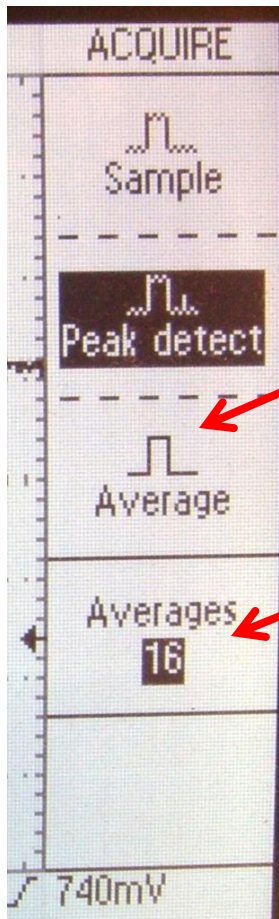 ACQUIRE
Sample
Peak detect
Average
Averages
16
740mV